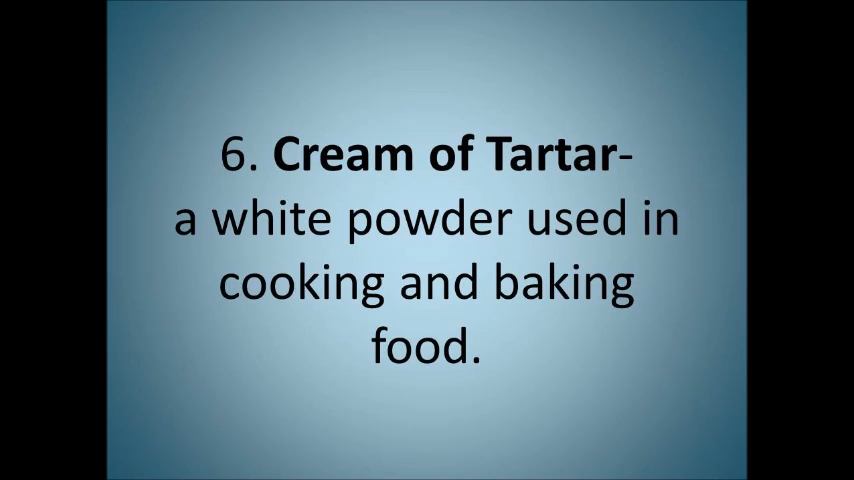 6. Cream of Tartar-
a white powder used in
cooking and baking
food.